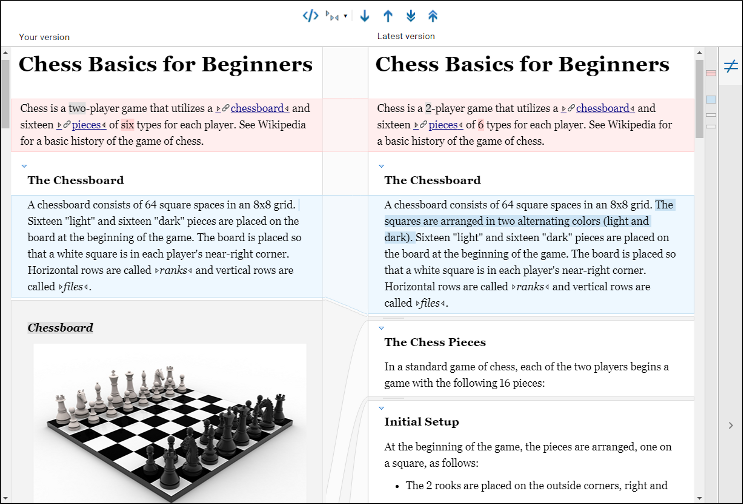 Your version
Latest version
Chess Basics for Beginners
Chess is a two-player game that utilizes a chessboard and
sixteen pieces of six types for each player. See Wikipedia
for a basic history of the game of chess.
The Chessboard
A chessboard consists of 64 square spaces in an 8x8 grid.
Sixteen "light" and sixteen "dark" pieces are placed on the
board at the beginning of the game. The board is placed so
that a white square is in each player's near-right corner.
Horizontal rows are called ranks and vertical rows are
called files.
Chessboard
Chess Basics for Beginners
Chess is a 2-player game that utilizes a chessboard and
sixteen pieces of 6 types for each player. See Wikipedia for
a basic history of the game of chess.
The Chessboard
A chessboard consists of 64 square spaces in an 8x8 grid. The
squares are arranged in two alternating colors (light and
dark). Sixteen "light" and sixteen "dark" pieces are placed on
the board at the beginning of the game. The board is placed so
that a white square is in each player's near-right corner.
Horizontal rows are called ranks and vertical rows are
called files.
The Chess Pieces
In a standard game of chess, each of the two players begins a
game with the following 16 pieces:
Initial Setup
At the beginning of the game, the pieces are arranged, one on
a square, as follows:
• The 2 rooks are placed on the outside corners, right and